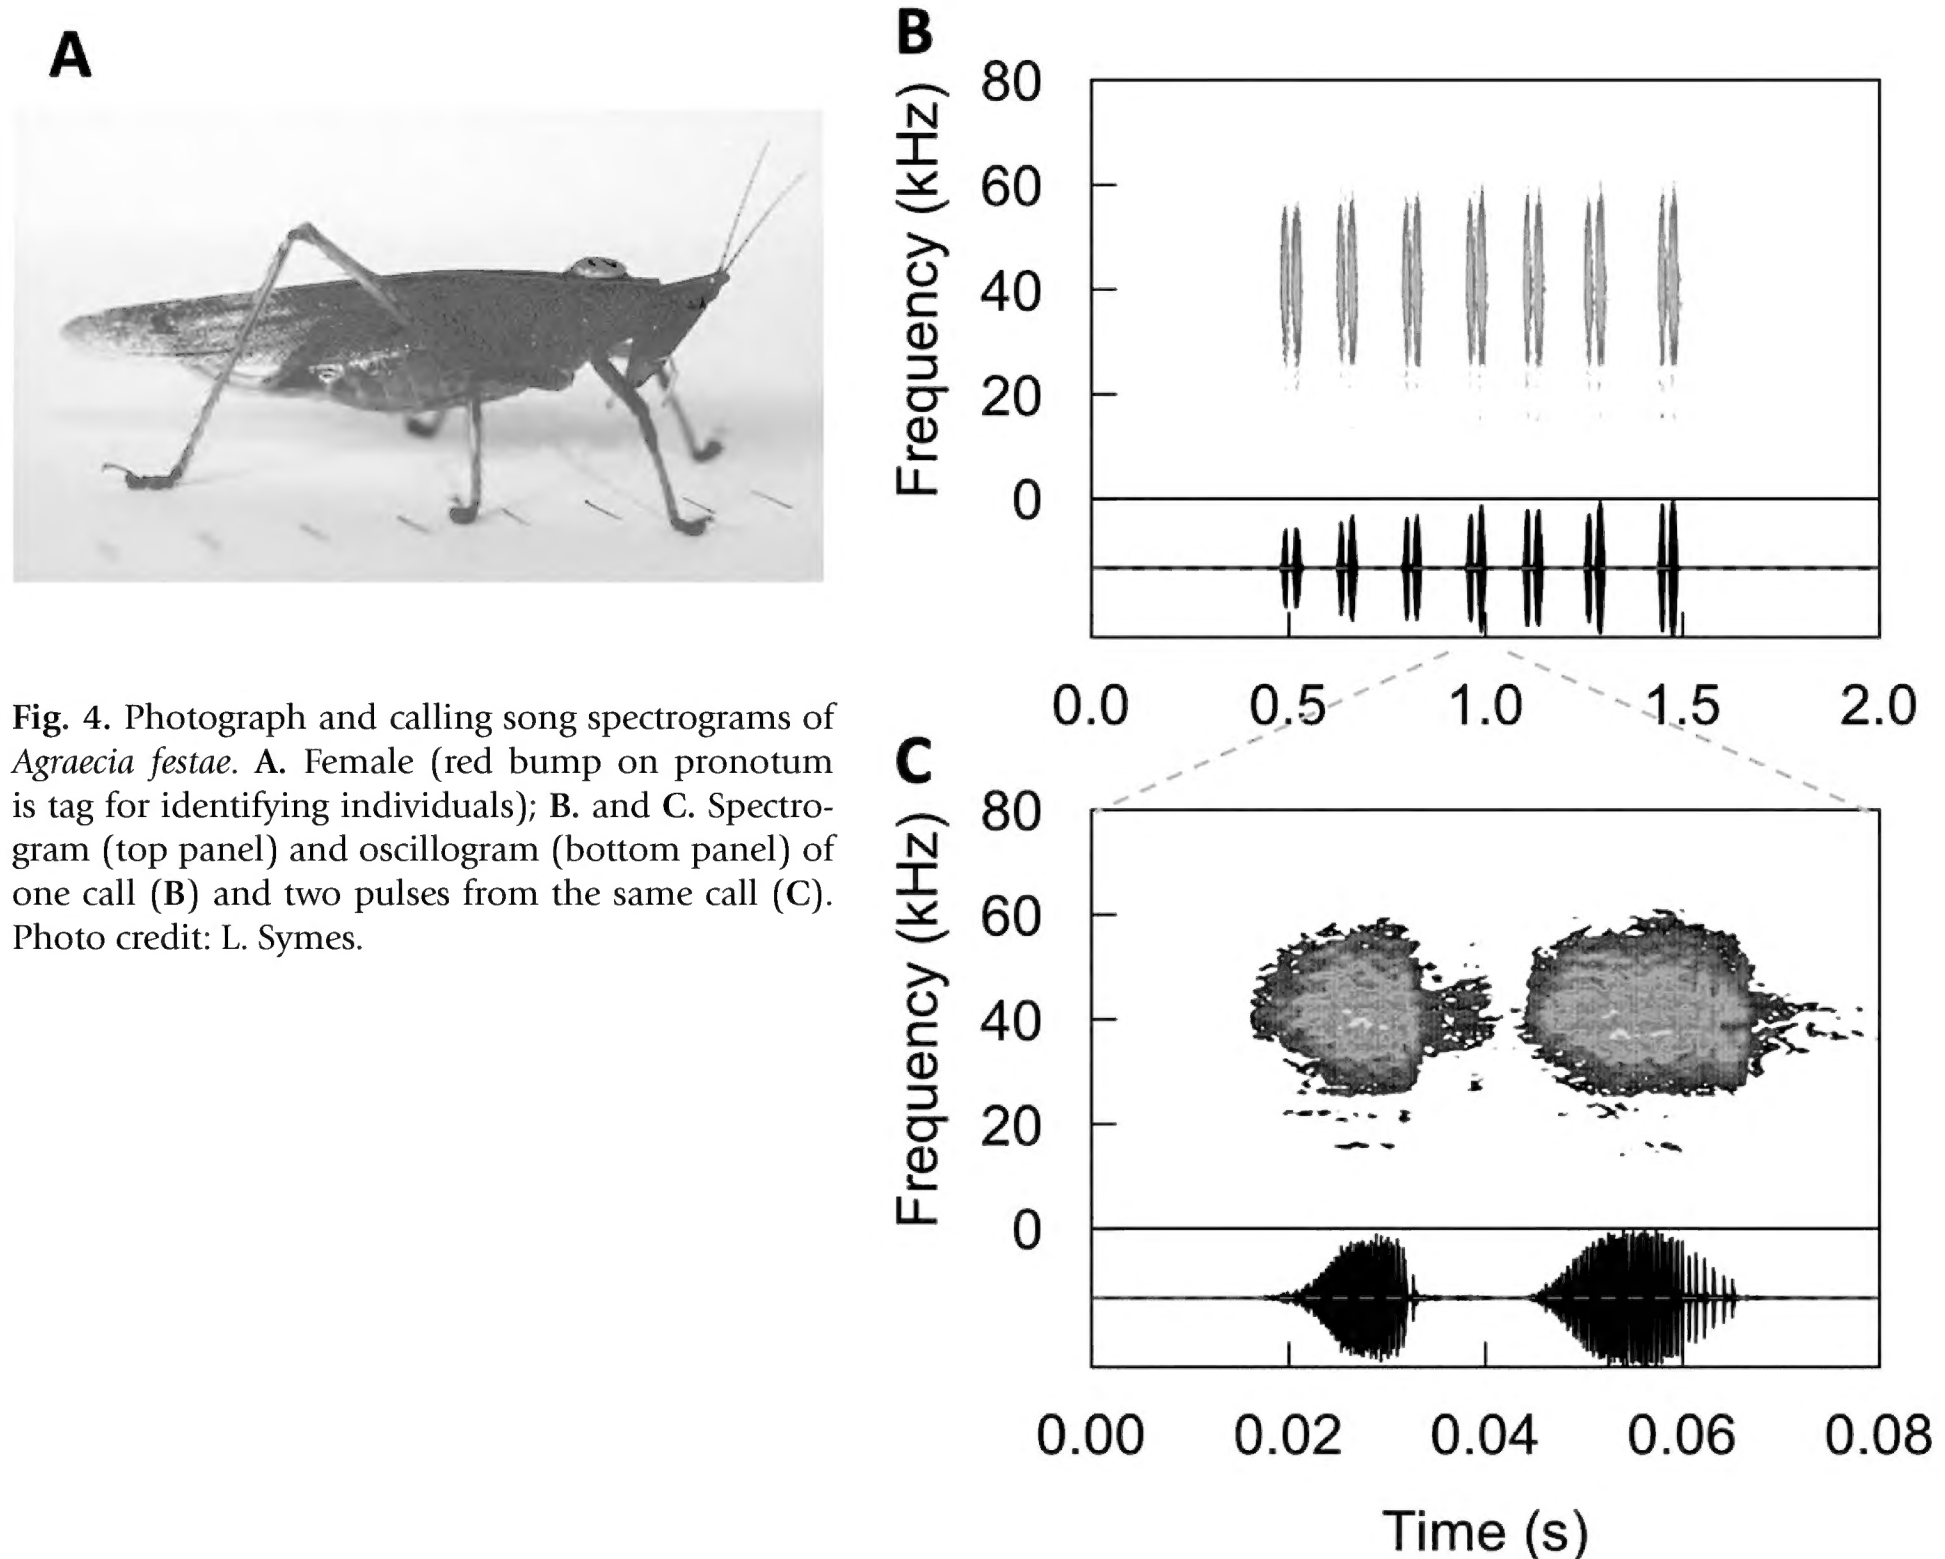 A
Fig. 4. Photograph and calling song spectrograms of
Agraecia festae. A. Female (red bump on pronotum
is tag for identifying individuals); B. and C. Spectro-
gram (top panel) and oscillogram (bottom panel) of
one call (B) and two pulses from the same call (C).
Photo credit: L. Symes.
B
Frequency (kHz)
80
60
40
20
0
0.0 0.5 1.0 1.5 2.0
C
Frequency (kHz)
80
60
40
20
0
0.00 0.02 0.04 0.06 0.08
Time (s)